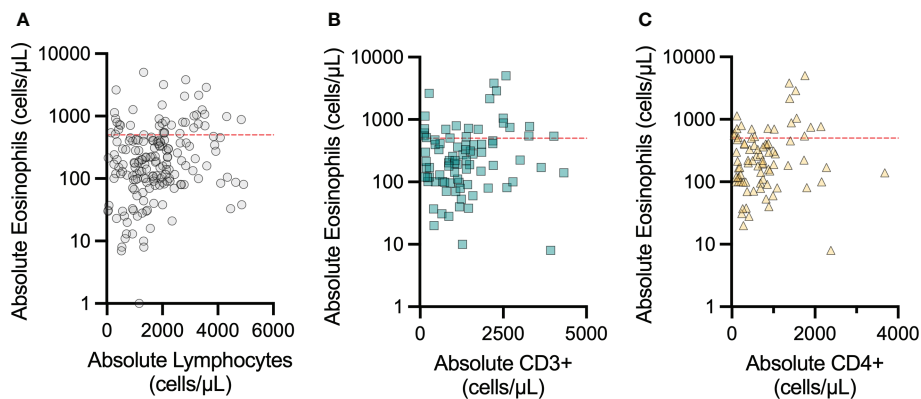 A
Absolute Eosinophils (cells/µL)
10000
1000
100
10
1
0
2000
4000
6000
Absolute Lymphocytes
(cells/µL)
B
Absolute Eosinophils (cells/µL)
10000
1000
100
10
1
0
2500
5000
Absolute CD3+
(cells/µL)
C
Absolute Eosinophils (cells/µL)
10000
1000
100
10
1
0
2000
4000
Absolute CD4+
(cells/µL)